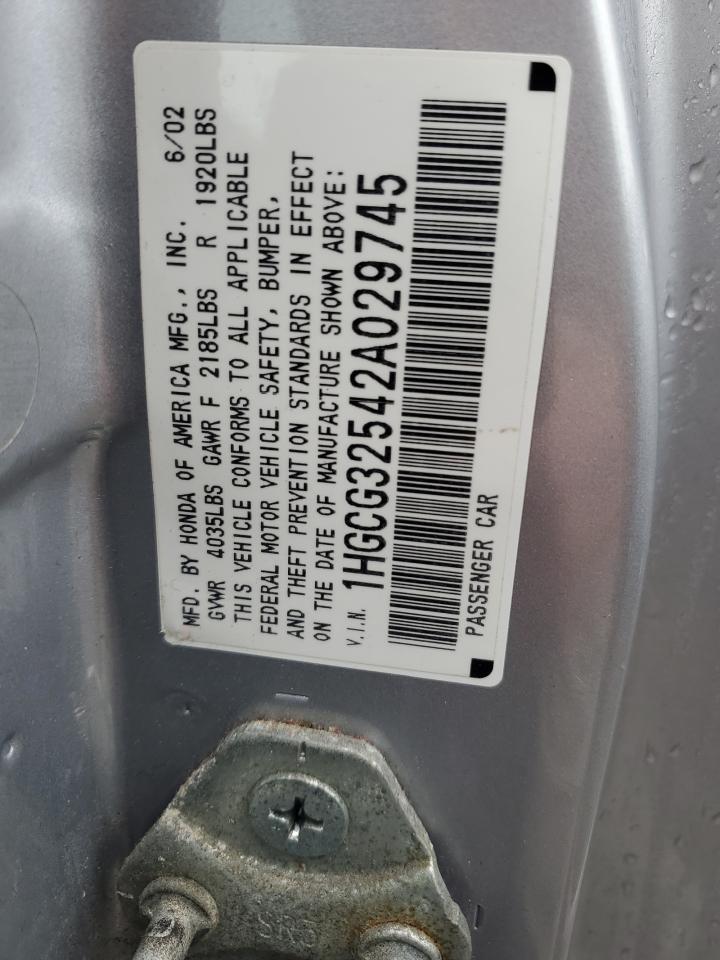 MFD. BY HONDA OF AMERICA MFG., INC. 6/02
GVWR 4035LBS GAWR F 2185LBS R 1920LBS
THIS VEHICLE CONFORMS TO ALL APPLICABLE
FEDERAL MOTOR VEHICLE SAFETY, BUMPER,
AND THEFT PREVENTION STANDARDS IN EFFECT
ON THE DATE OF MANUFACTURE SHOWN ABOVE:
V.I.N. 1HGCG32542A029745
PASSENGER CAR